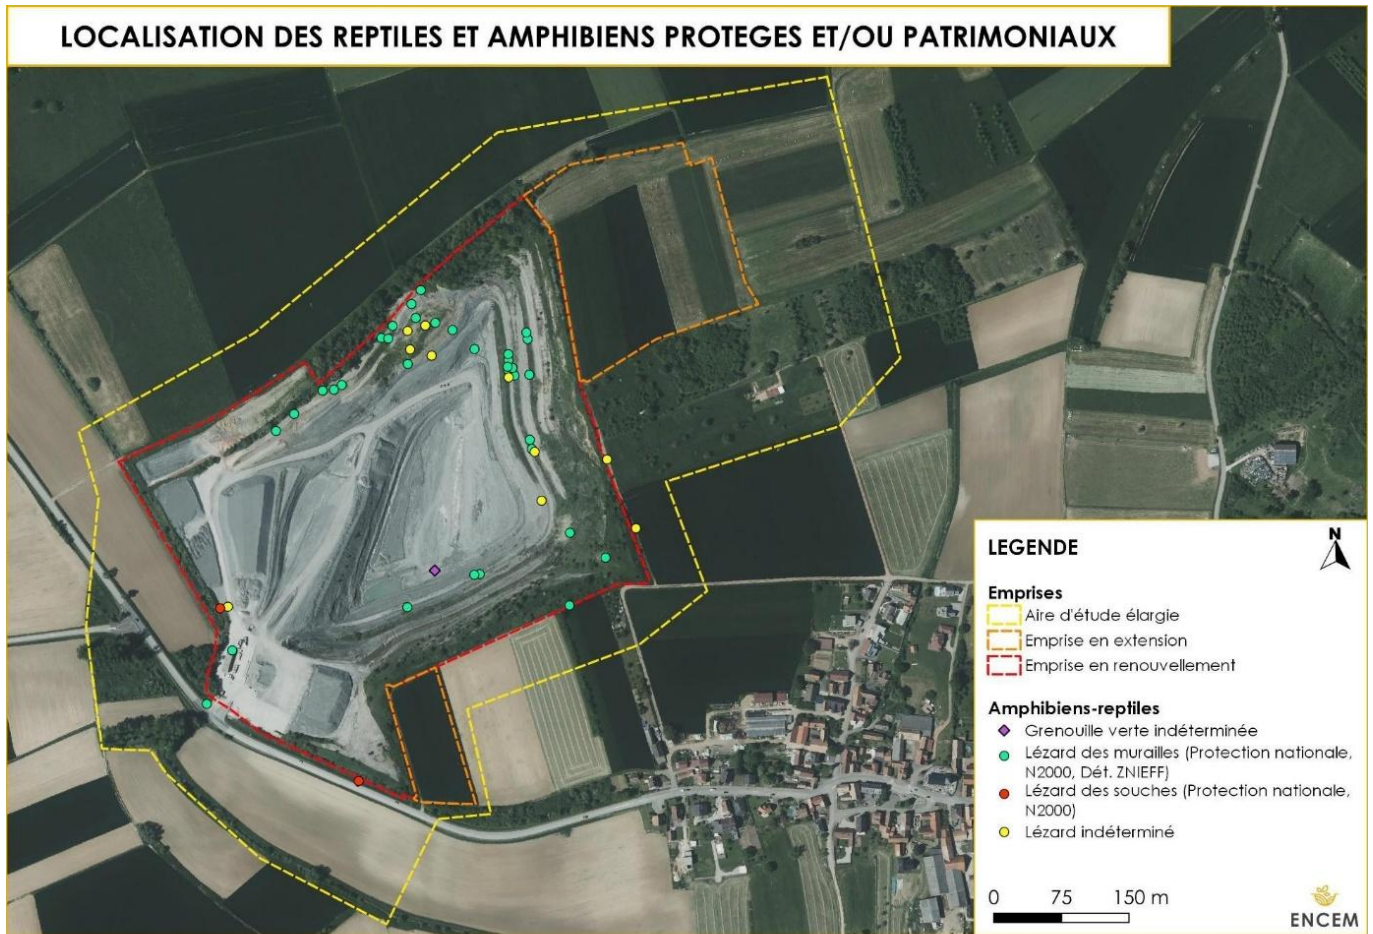 LOCALISATION DES REPTILES ET AMPHIBIENS PROTEGES ET/OU PATRIMONIAUX
LEGENDE
N
Emprises
Aire d'étude élargie
Emprise en extension
Emprise en renouvellement
Amphibiens-reptiles
Grenouille verte indéterminée
Lézard des murailles (Protection nationale,
N2000, Dét. ZNIEFF)
Lézard des souches (Protection nationale,
N2000)
Lézard indéterminé
0 75 150 m
ENCEM